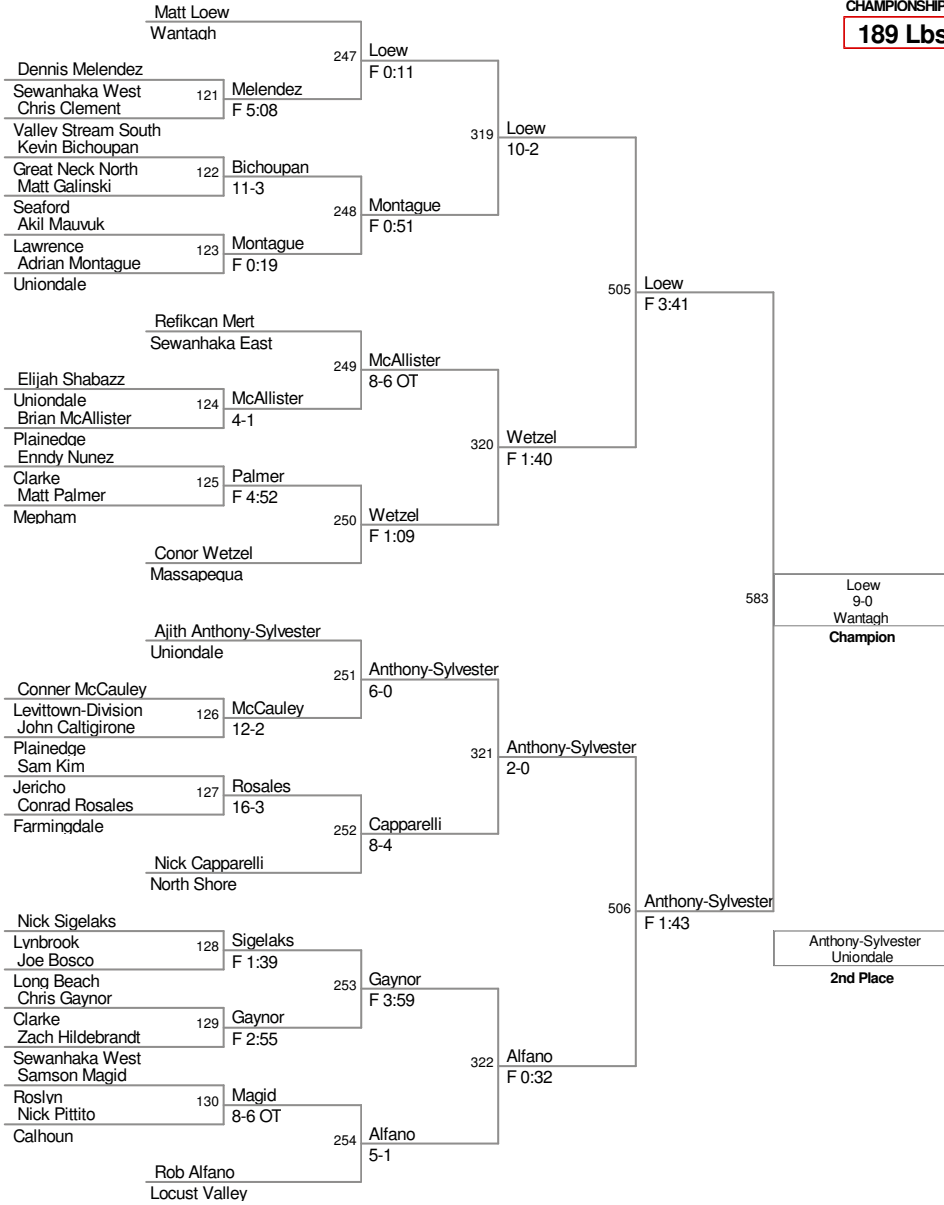 CHAMPIONSHIP
189 Lbs
Matt Loew
Wantagh
247 Loew
F 0:11
Dennis Melendez
Sewanhaka West
121 Melendez
F 5:08
Chris Clement
Valley Stream South
319 Loew
10-2
Kevin Bichoupan
Great Neck North
122 Bichoupan
11-3
Matt Galinski
Seaford
248 Montague
F 0:51
Akil Mauvuk
Lawrence
123 Montague
F 0:19
Adrian Montague
Uniondale
505 Loew
F 3:41
Refikcan Mert
Sewanhaka East
249 McAllister
8-6 OT
Elijah Shabazz
Uniondale
124 McAllister
4-1
Brian McAllister
Plainedge
320 Wetzel
F 1:40
Enndy Nunez
Clarke
125 Palmer
F 4:52
Matt Palmer
Mepham
250 Wetzel
F 1:09
Conor Wetzel
Massapequa
583 Loew
9-0
Wantagh
Champion
Ajith Anthony-Sylvester
Uniondale
251 Anthony-Sylvester
6-0
Conner McCauley
Levittown-Division
126 McCauley
12-2
John Caltigirone
Plainedge
321 Anthony-Sylvester
2-0
Sam Kim
Jericho
127 Rosales
16-3
Conrad Rosales
Farmingdale
252 Capparelli
8-4
Nick Capparelli
North Shore
506 Anthony-Sylvester
F 1:43
Nick Sigelaks
Lynbrook
128 Sigelaks
F 1:39
Joe Bosco
Long Beach
253 Gaynor
F 3:59
Chris Gaynor
Clarke
129 Gaynor
F 2:55
Zach Hildebrandt
Sewanhaka West
322 Alfano
F 0:32
Samson Magid
Roslyn
130 Magid
8-6 OT
Nick Pittito
Calhoun
254 Alfano
5-1
Rob Alfano
Locust Valley
Anthony-Sylvester
Uniondale
2nd Place